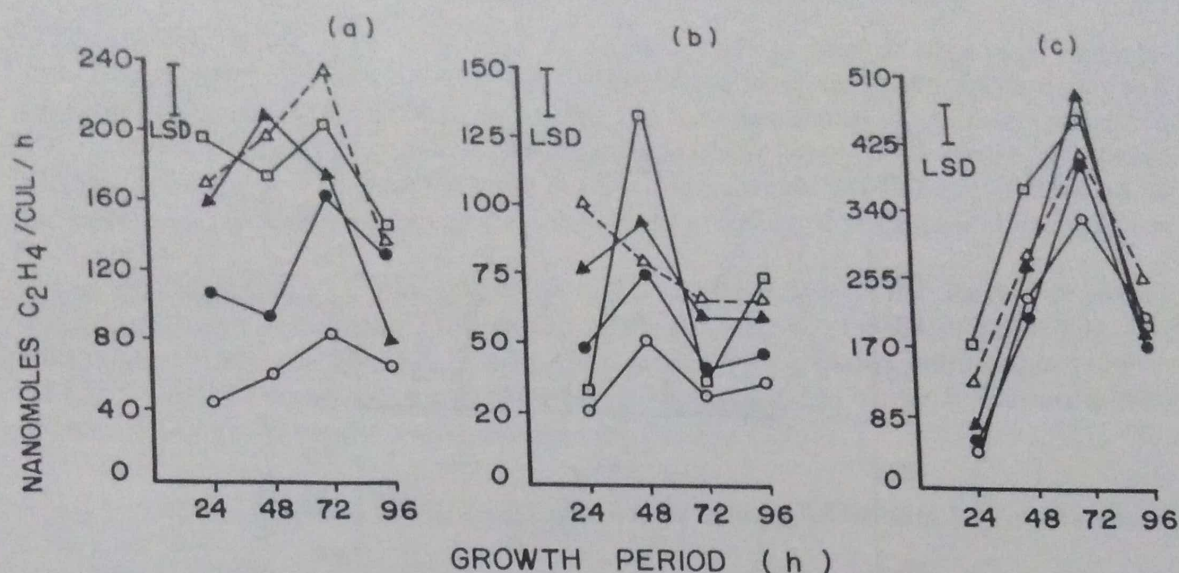 (a)
(b)
(c)
NANOMOLES C2H4/CUL/h
240
200
160
120
80
40
0
LSD
24 48 72 96
150
125
100
75
50
20
0
LSD
24 48 72 96
510
425
340
255
170
85
0
LSD
24 48 72 96
GROWTH PERIOD (h)